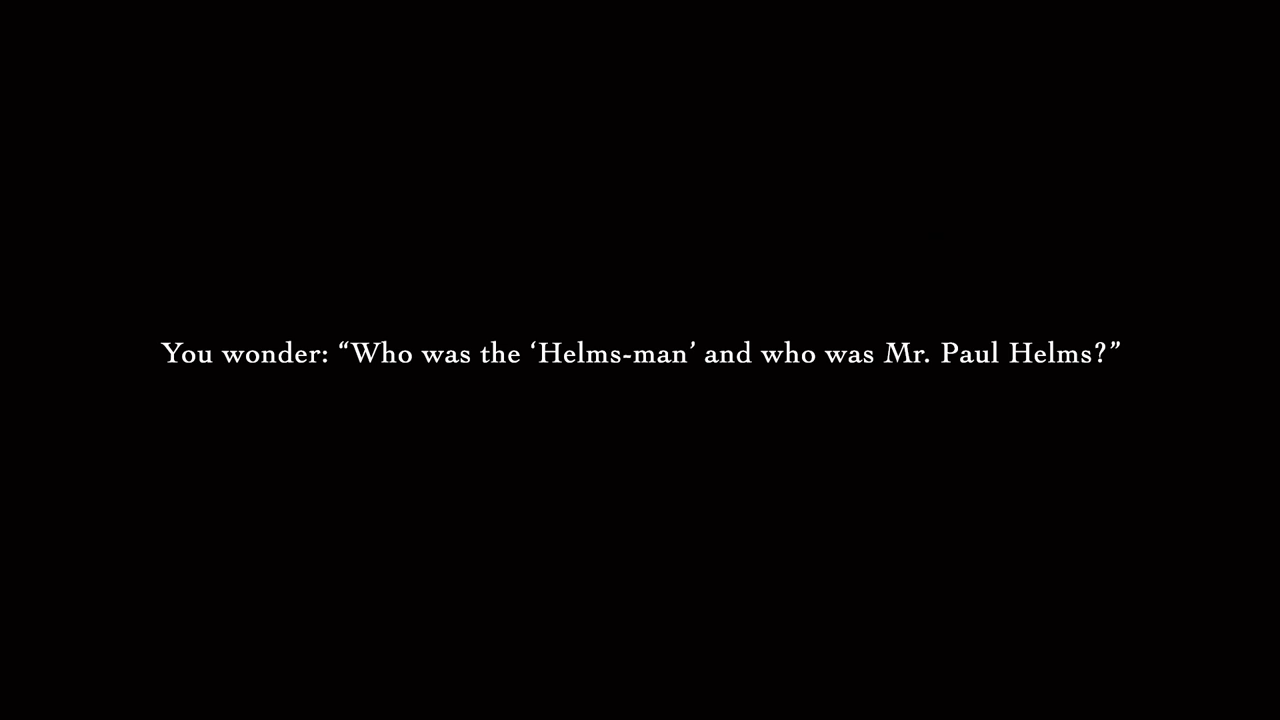 You wonder: “Who was the ‘Helms-man’ and who was Mr. Paul Helms?”